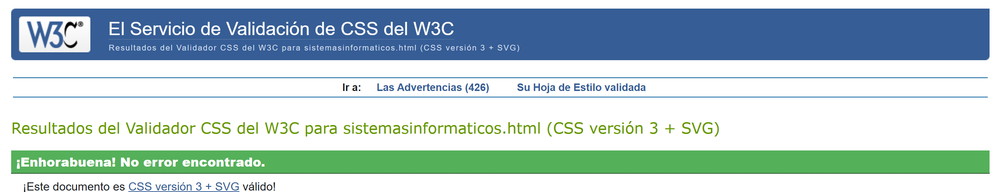 W3C®
El Servicio de Validación de CSS del W3C
Resultados del Validador CSS del W3C para sistemasinformaticos.html (CSS versión 3 + SVG)
Ir a: Las Advertencias (426) Su Hoja de Estilo validada
Resultados del Validador CSS del W3C para sistemasinformaticos.html (CSS versión 3 + SVG)
¡Enhorabuena! No error encontrado.
¡Este documento es CSS versión 3 + SVG válido!